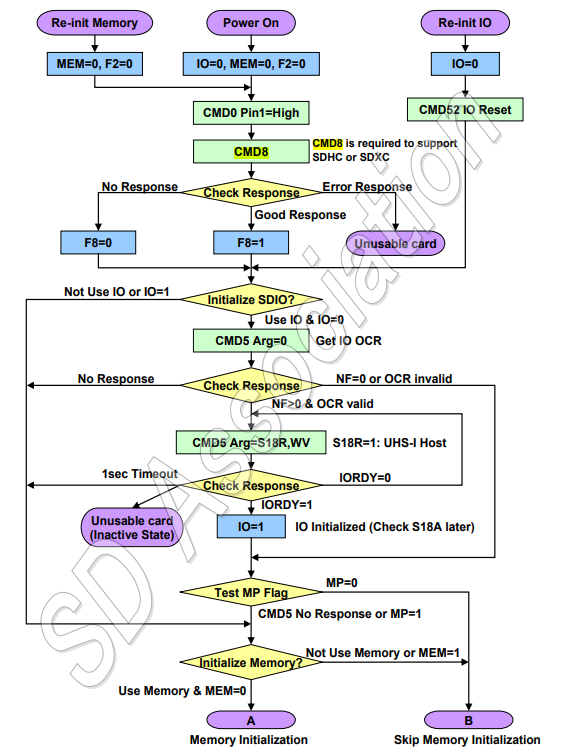 Re-init Memory
Power On
Re-init IO
MEM=0, F2=0
IO=0, MEM=0, F2=0
IO=0
CMD0 Pin1=High
CMD52 IO Reset
CMD8
CMD8 is required to support
SDHC or SDXC
No Response
Check Response
Error Response
Good Response
F8=0
F8=1
Unusable card
Not Use IO or IO=1
Initialize SDIO?
Use IO & IO=0
CMD5 Arg=0
Get IO OCR
No Response
Check Response
NF=0 or OCR invalid
NF>0 & OCR valid
CMD5 Arg=S18R,WV
S18R=1: UHS-I Host
1sec Timeout
Check Response
IORDY=0
IORDY=1
Unusable card
(Inactive State)
IO=1
IO Initialized (Check S18A later)
Test MP Flag
MP=0
CMD5 No Response or MP=1
Initialize Memory?
Not Use Memory or MEM=1
Use Memory & MEM=0
A
B
Memory Initialization
Skip Memory Initialization
SD Association